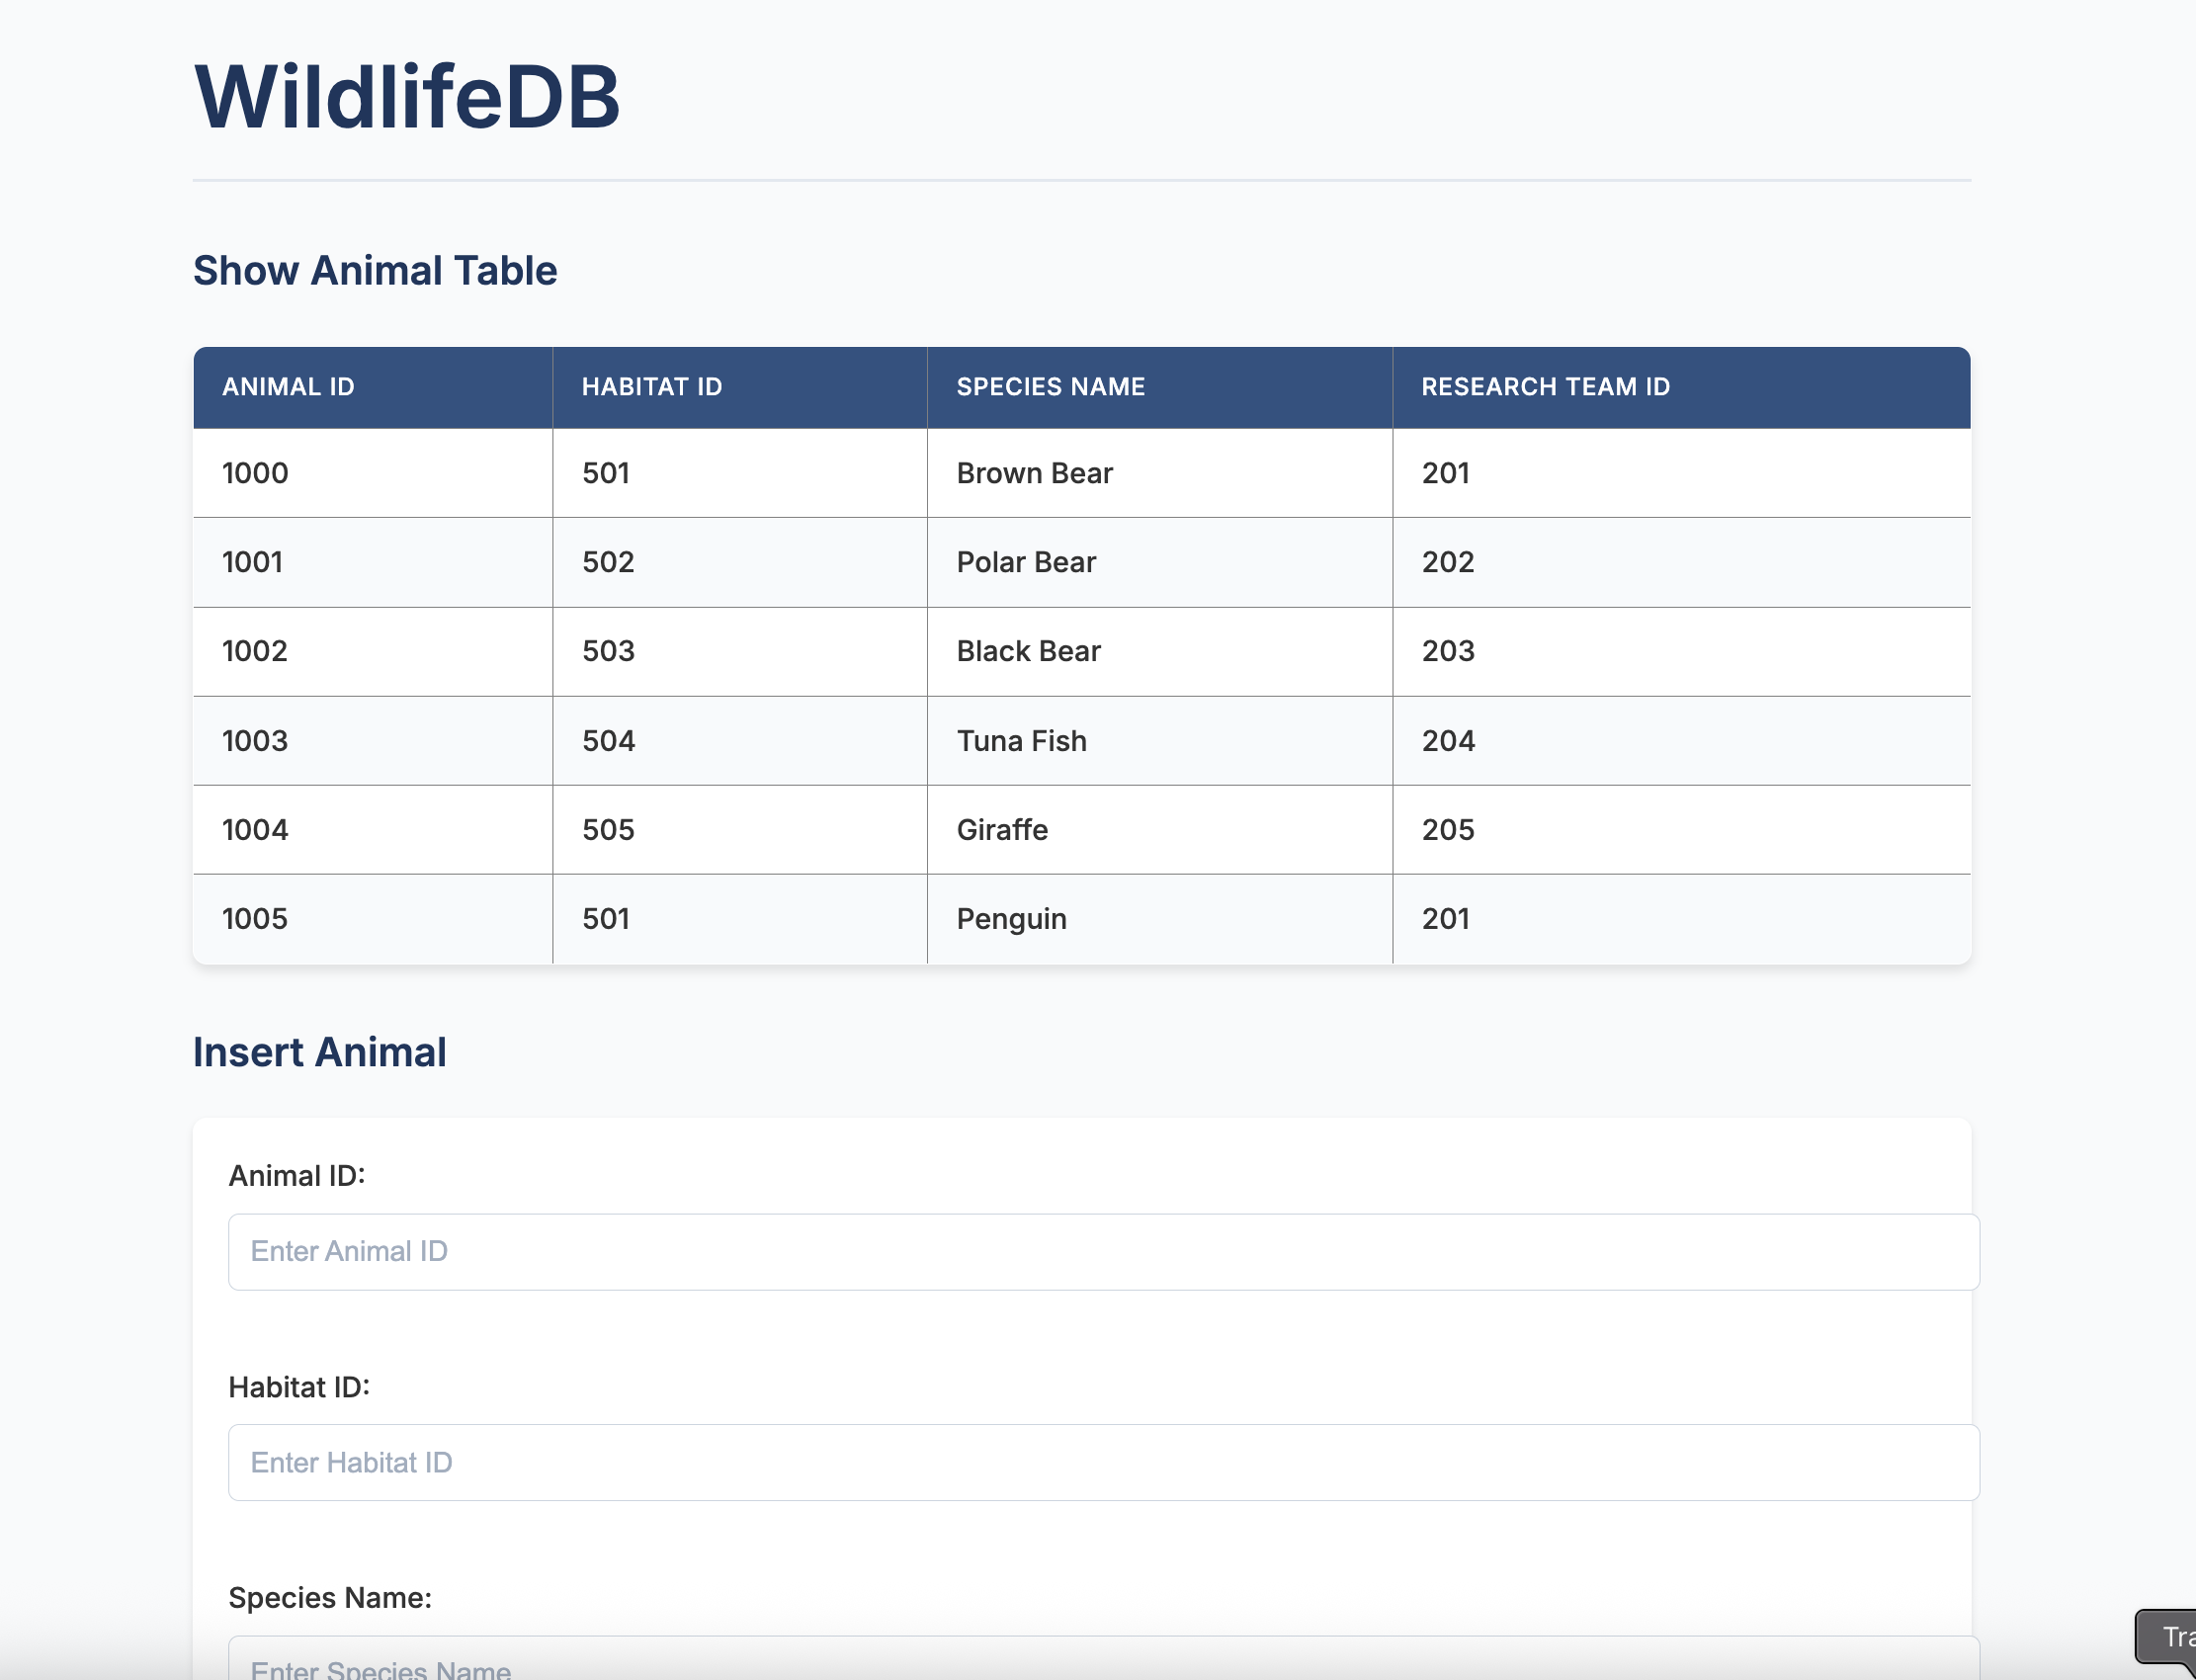 WildlifeDB
Show Animal Table
ANIMAL ID HABITAT ID SPECIES NAME RESEARCH TEAM ID
1000 501 Brown Bear 201
1001 502 Polar Bear 202
1002 503 Black Bear 203
1003 504 Tuna Fish 204
1004 505 Giraffe 205
1005 501 Penguin 201
Insert Animal
Animal ID:
Enter Animal ID
Habitat ID:
Enter Habitat ID
Species Name:
Enter Species Name